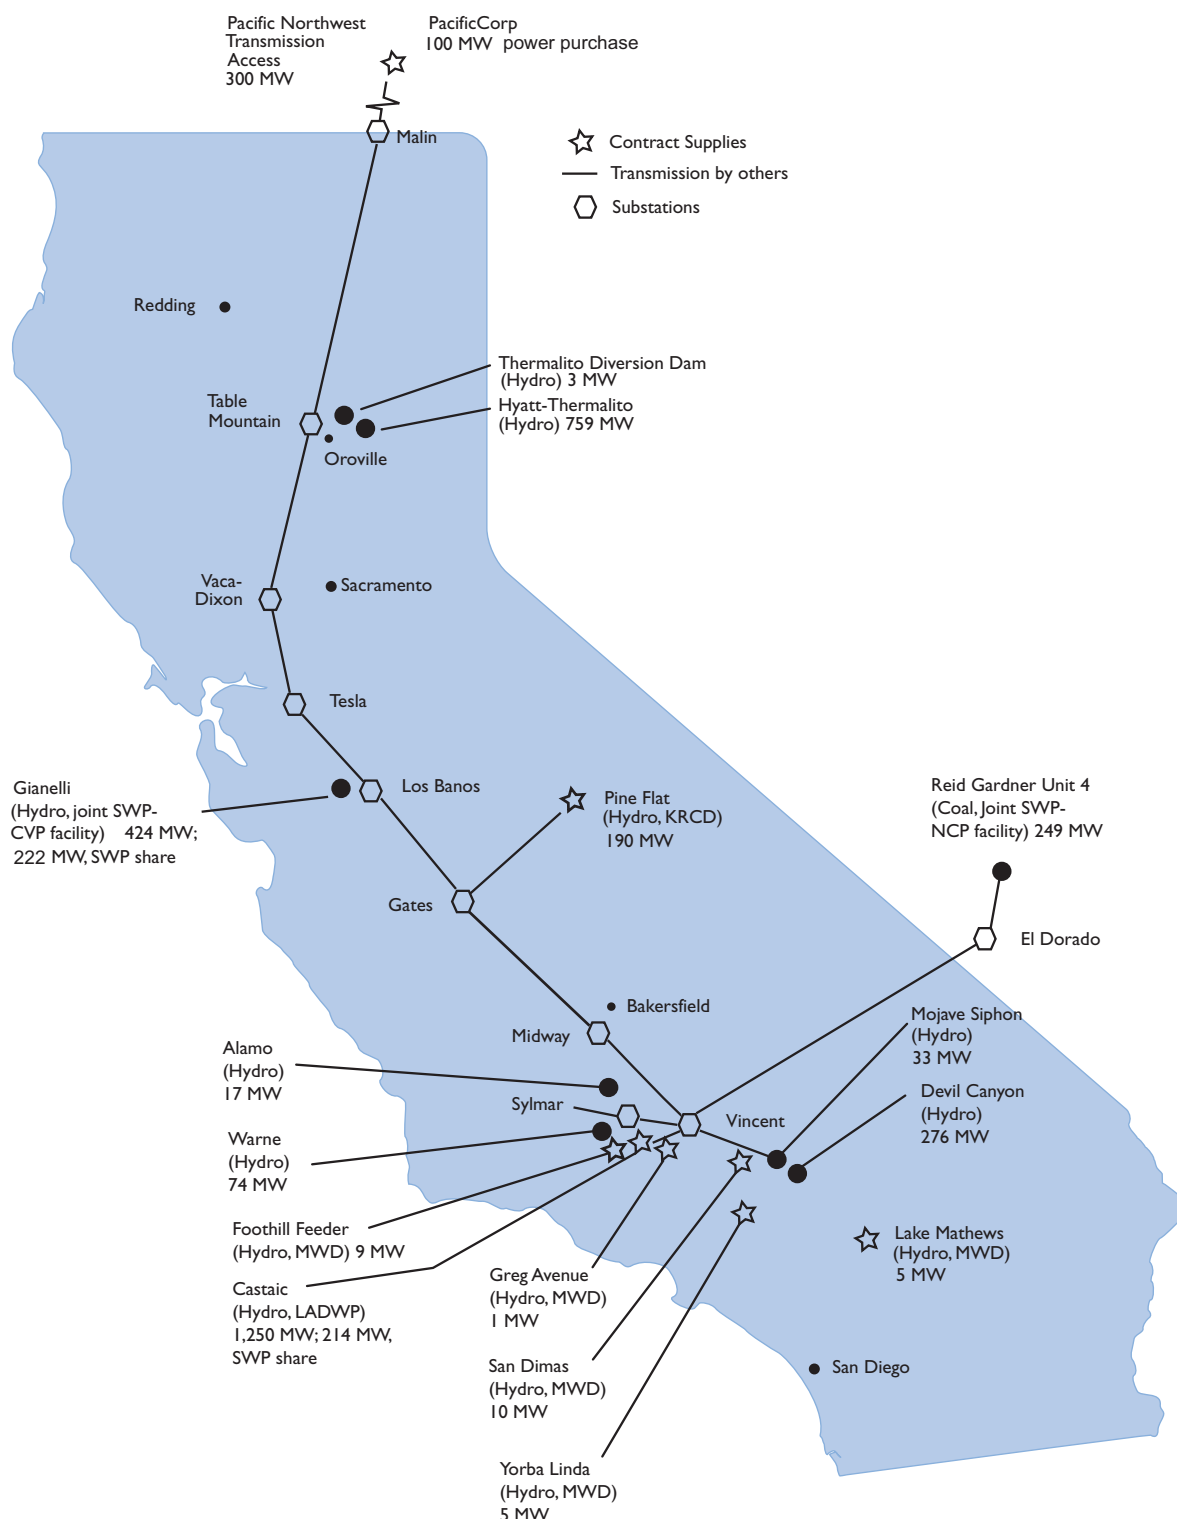 Pacific Northwest
Transmission
Access
300 MW
PacificCorp
100 MW power purchase
Malin
Contract Supplies
Transmission by others
Substations
Redding
Thermalito Diversion Dam
(Hydro) 3 MW
Hyatt-Thermalito
(Hydro) 759 MW
Table
Mountain
Oroville
Vaca-
Dixon
Sacramento
Tesla
Gianelli
(Hydro, joint SWP-
CVP facility) 424 MW;
222 MW, SWP share
Los Banos
Pine Flat
(Hydro, KRCD)
190 MW
Reid Gardner Unit 4
(Coal, Joint SWP-
NCP facility) 249 MW
Gates
El Dorado
Bakersfield
Midway
Mojave Siphon
(Hydro)
33 MW
Alamo
(Hydro)
17 MW
Sylmar
Vincent
Devil Canyon
(Hydro)
276 MW
Warne
(Hydro)
74 MW
Foothill Feeder
(Hydro, MWD) 9 MW
Lake Mathews
(Hydro, MWD)
5 MW
Castaic
(Hydro, LADWP)
1,250 MW; 214 MW,
SWP share
Greg Avenue
(Hydro, MWD)
1 MW
San Dimas
(Hydro, MWD)
10 MW
San Diego
Yorba Linda
(Hydro, MWD)
5 MW